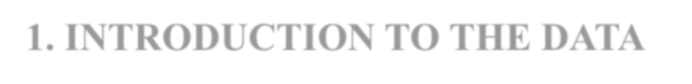 1. INTRODUCTION TO THE DATA